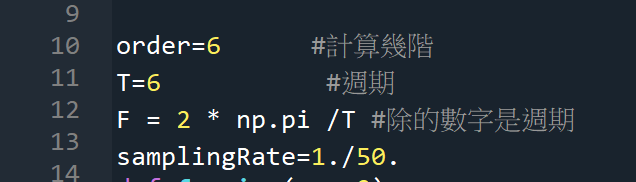 9
10 order=6 #計算幾階
11 T=6 #週期
12 F = 2 * np.pi /T #除的數字是週期
13 samplingRate=1./50.
14